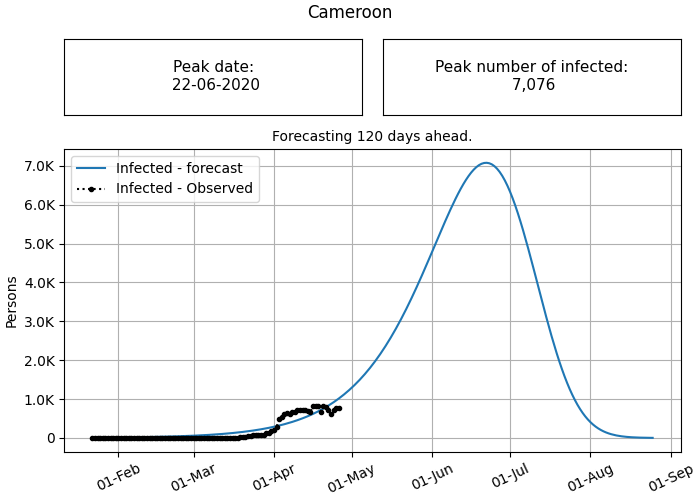 Cameroon
Peak date:
22-06-2020
Peak number of infected:
7,076
Forecasting 120 days ahead.
Infected - forecast
Infected - Observed
7.0K
6.0K
5.0K
4.0K
3.0K
2.0K
1.0K
0
Persons
01-Feb
01-Mar
01-Apr
01-May
01-Jun
01-Jul
01-Aug
01-Sep